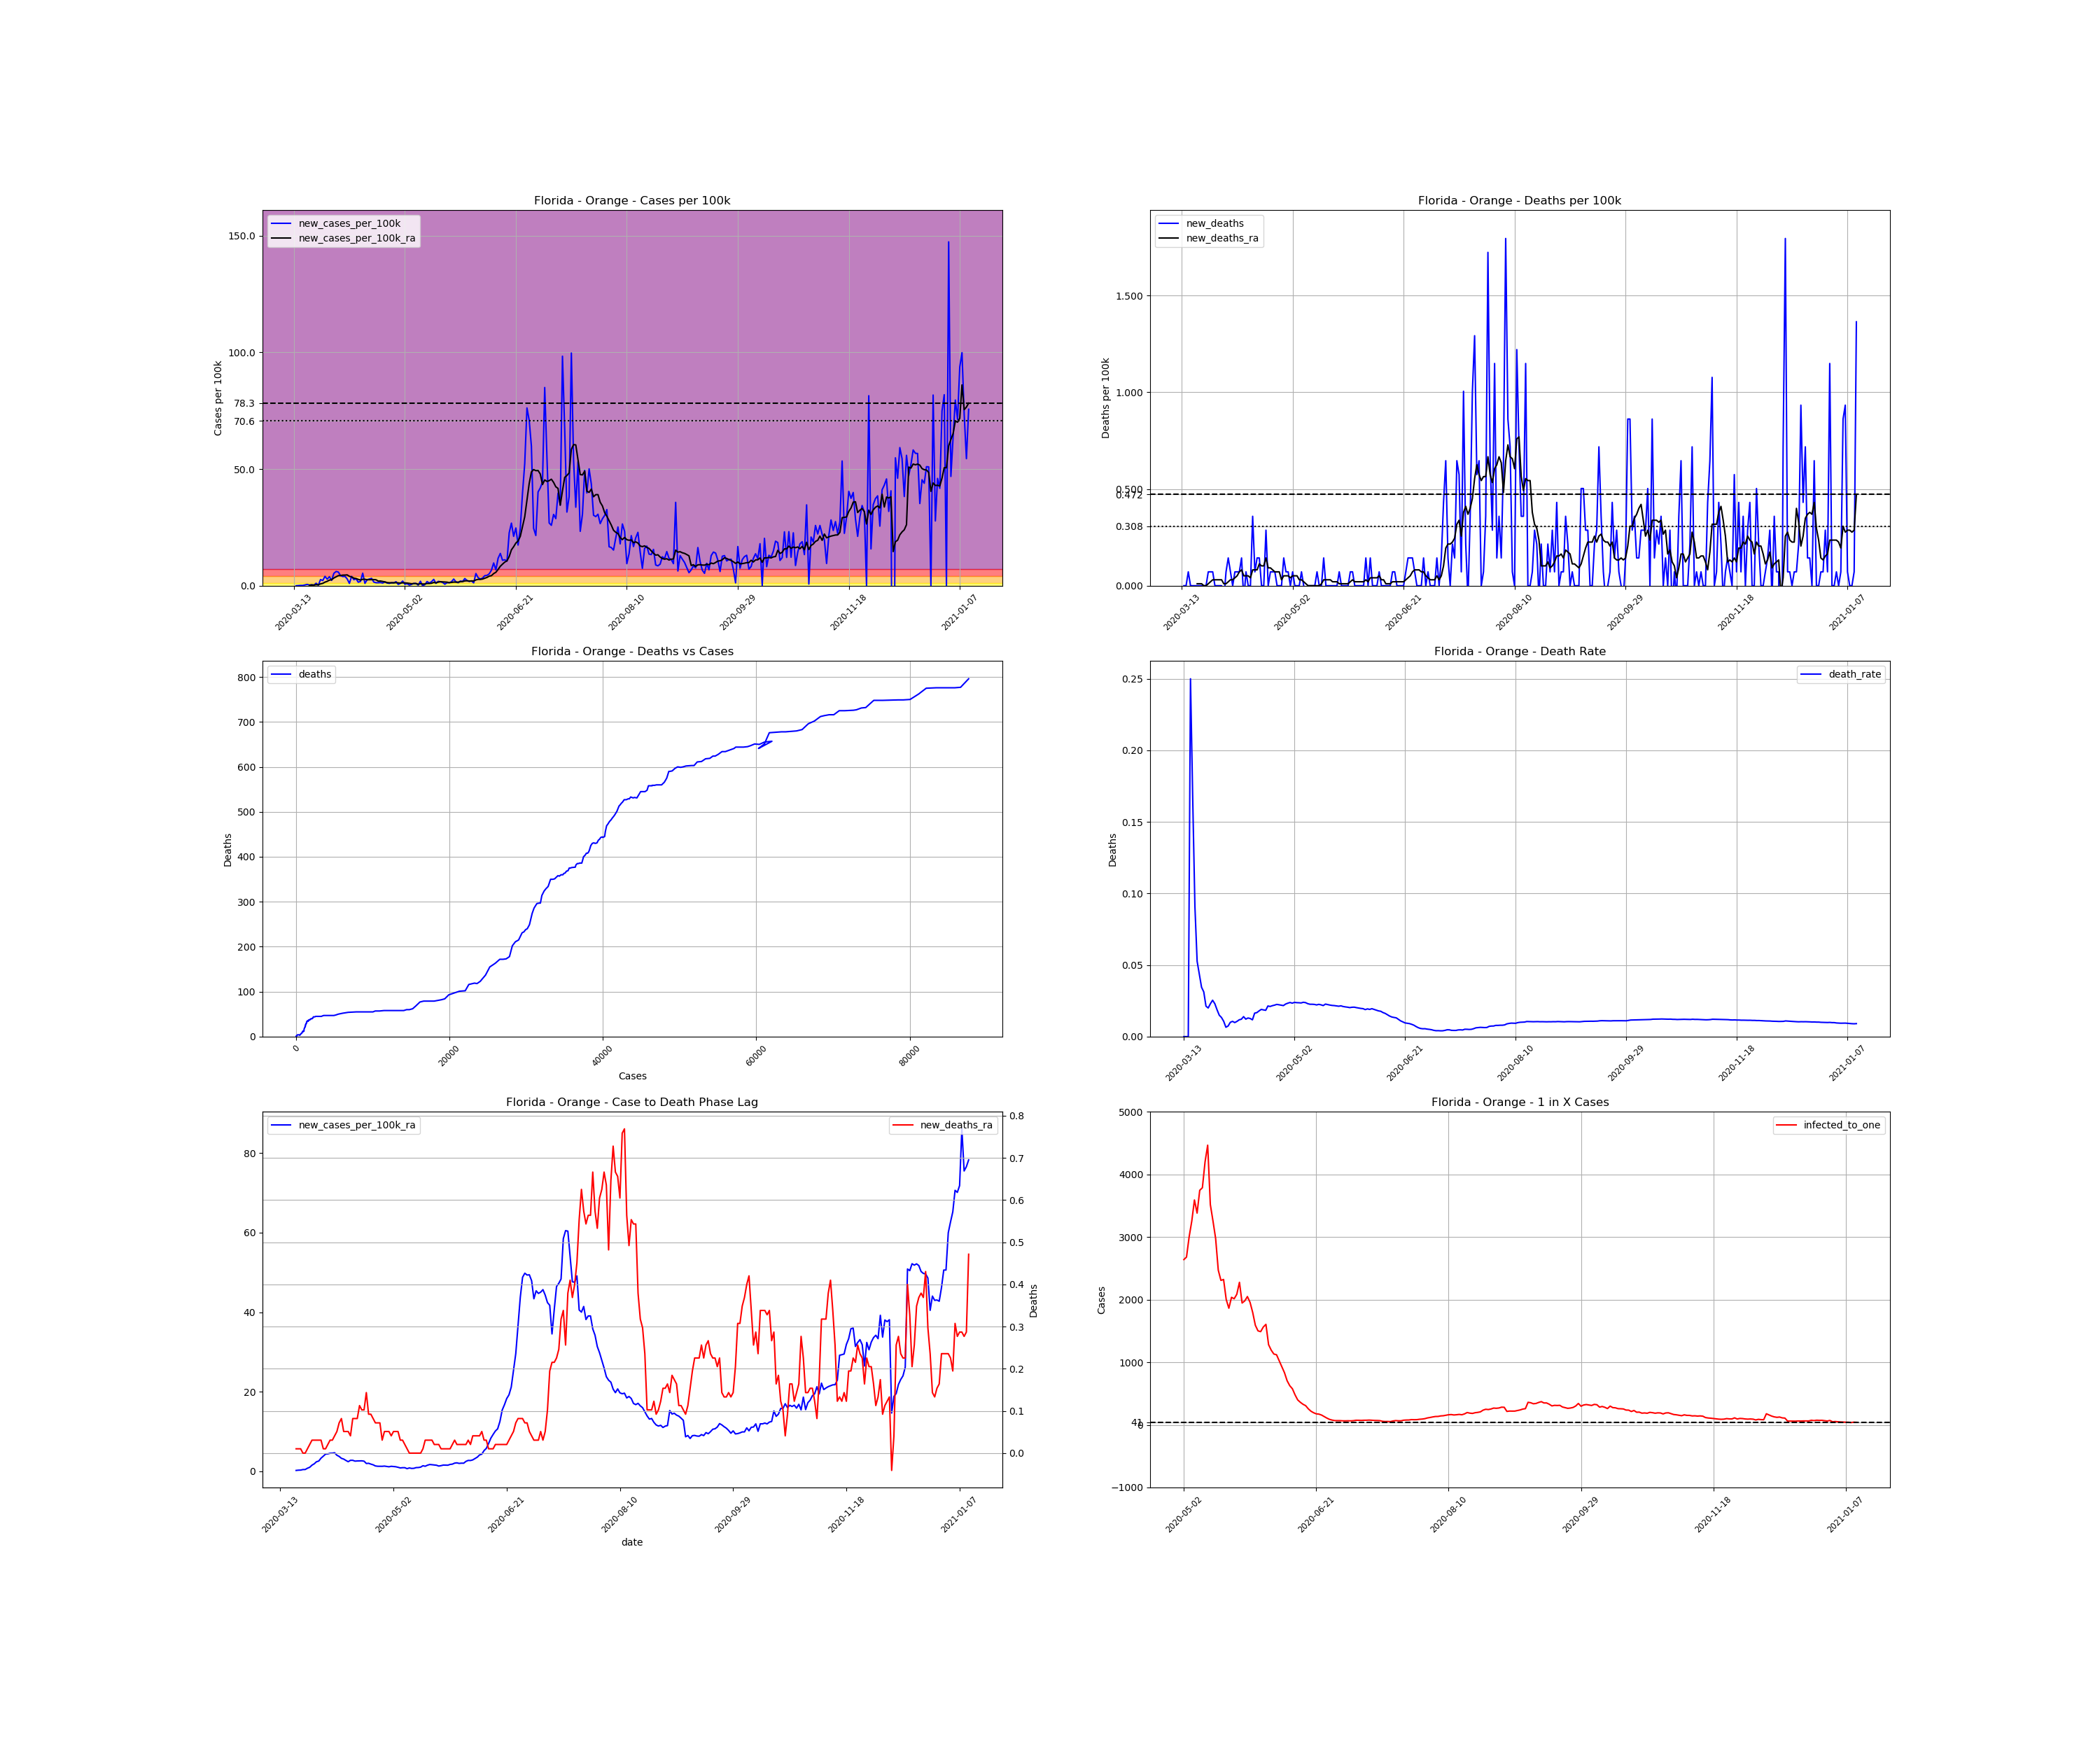 Florida - Orange - Cases per 100k
new_cases_per_100k
new_cases_per_100k_ra
Cases per 100k
150.0
100.0
78.3
70.6
50.0
0.0
2020-03-13 2020-05-02 2020-06-21 2020-08-10 2020-09-29 2020-11-18 2021-01-07
Florida - Orange - Deaths per 100k
new_deaths
new_deaths_ra
Deaths per 100k
1.500
1.000
0.500
0.472
0.308
0.000
2020-03-13 2020-05-02 2020-06-21 2020-08-10 2020-09-29 2020-11-18 2021-01-07
Florida - Orange - Deaths vs Cases
deaths
Deaths
800
700
600
500
400
300
200
100
0
0 20000 40000 60000 80000
Cases
Florida - Orange - Death Rate
death_rate
Deaths
0.25
0.20
0.15
0.10
0.05
0.00
2020-03-13 2020-05-02 2020-06-21 2020-08-10 2020-09-29 2020-11-18 2021-01-07
Florida - Orange - Case to Death Phase Lag
new_cases_per_100k_ra
new_deaths_ra
80
60
40
20
0
0.8
0.7
0.6
0.5
0.4
0.3
0.2
0.1
0.0
Deaths
2020-03-13 2020-05-02 2020-06-21 2020-08-10 2020-09-29 2020-11-18 2021-01-07
date
Florida - Orange - 1 in X Cases
infected_to_one
Cases
5000
4000
3000
2000
1000
41
0
−1000
2020-05-02 2020-06-21 2020-08-10 2020-09-29 2020-11-18 2021-01-07